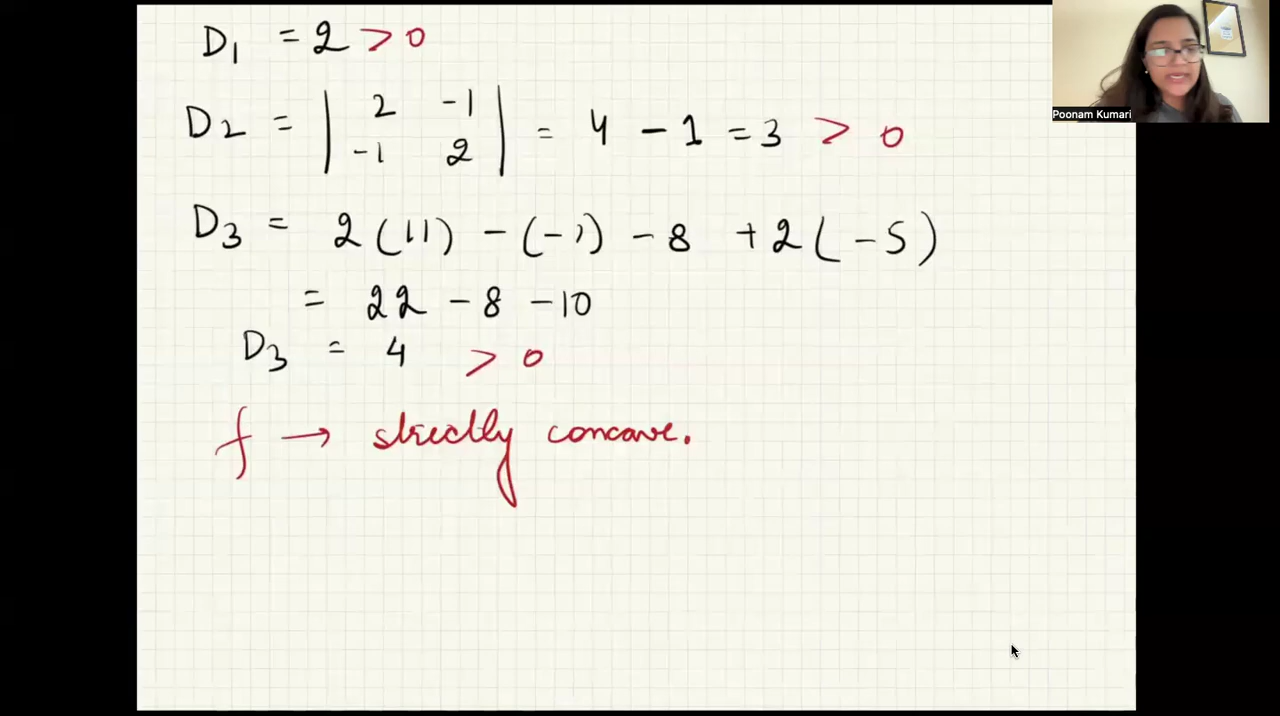 D1 = 2 > 0
Poonam Kumari
D2 = | 2 -1 | = 4 - 1 = 3 > 0
| -1 2 |
D3 = 2 (11) - (-1) - 8 + 2 ( - 5 )
= 22 - 8 - 10
D3 = 4 > 0
f → strictly concave.